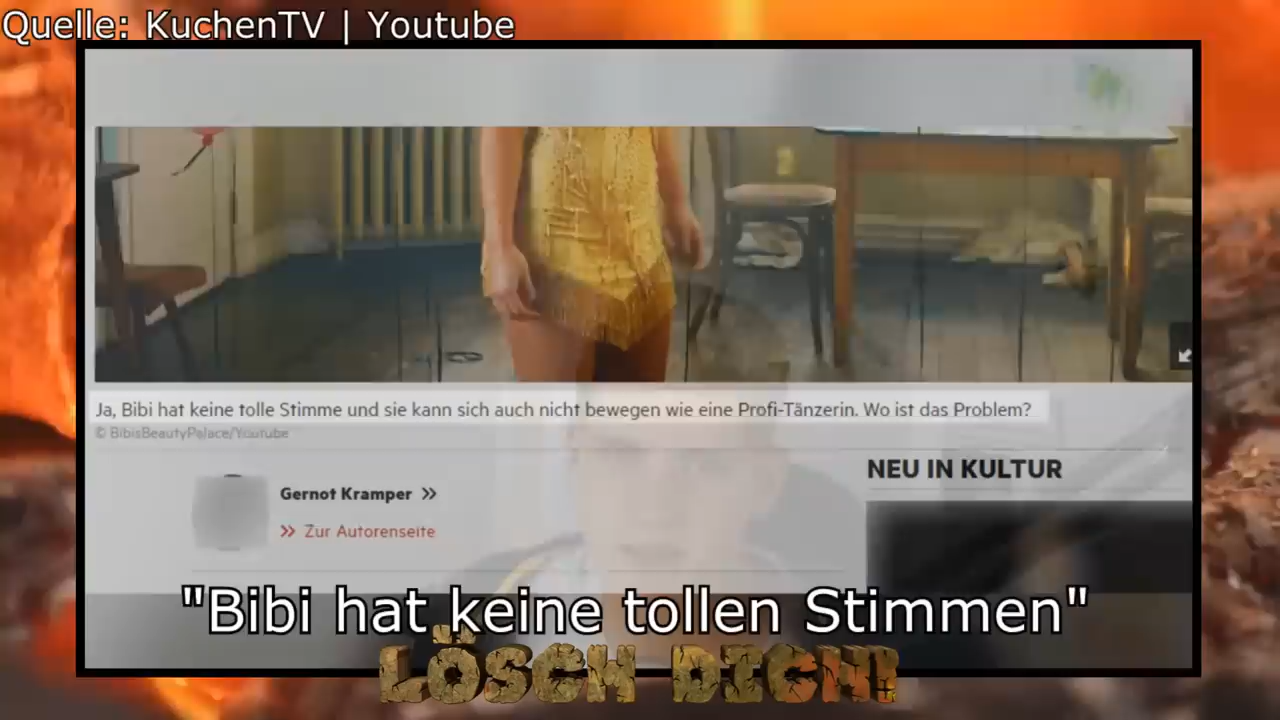 Quelle: KuchenTV | Youtube
Ja, Bibi hat keine tolle Stimme und sie kann sich auch nicht bewegen wie eine Profi-Tänzerin. Wo ist das Problem?
© BibisBeautyPalace/Youtube
NEU IN KULTUR
Gernot Kramper >>
>> Zur Autorenseite
"Bibi hat keine tollen Stimmen"
LÖSCH DICH!